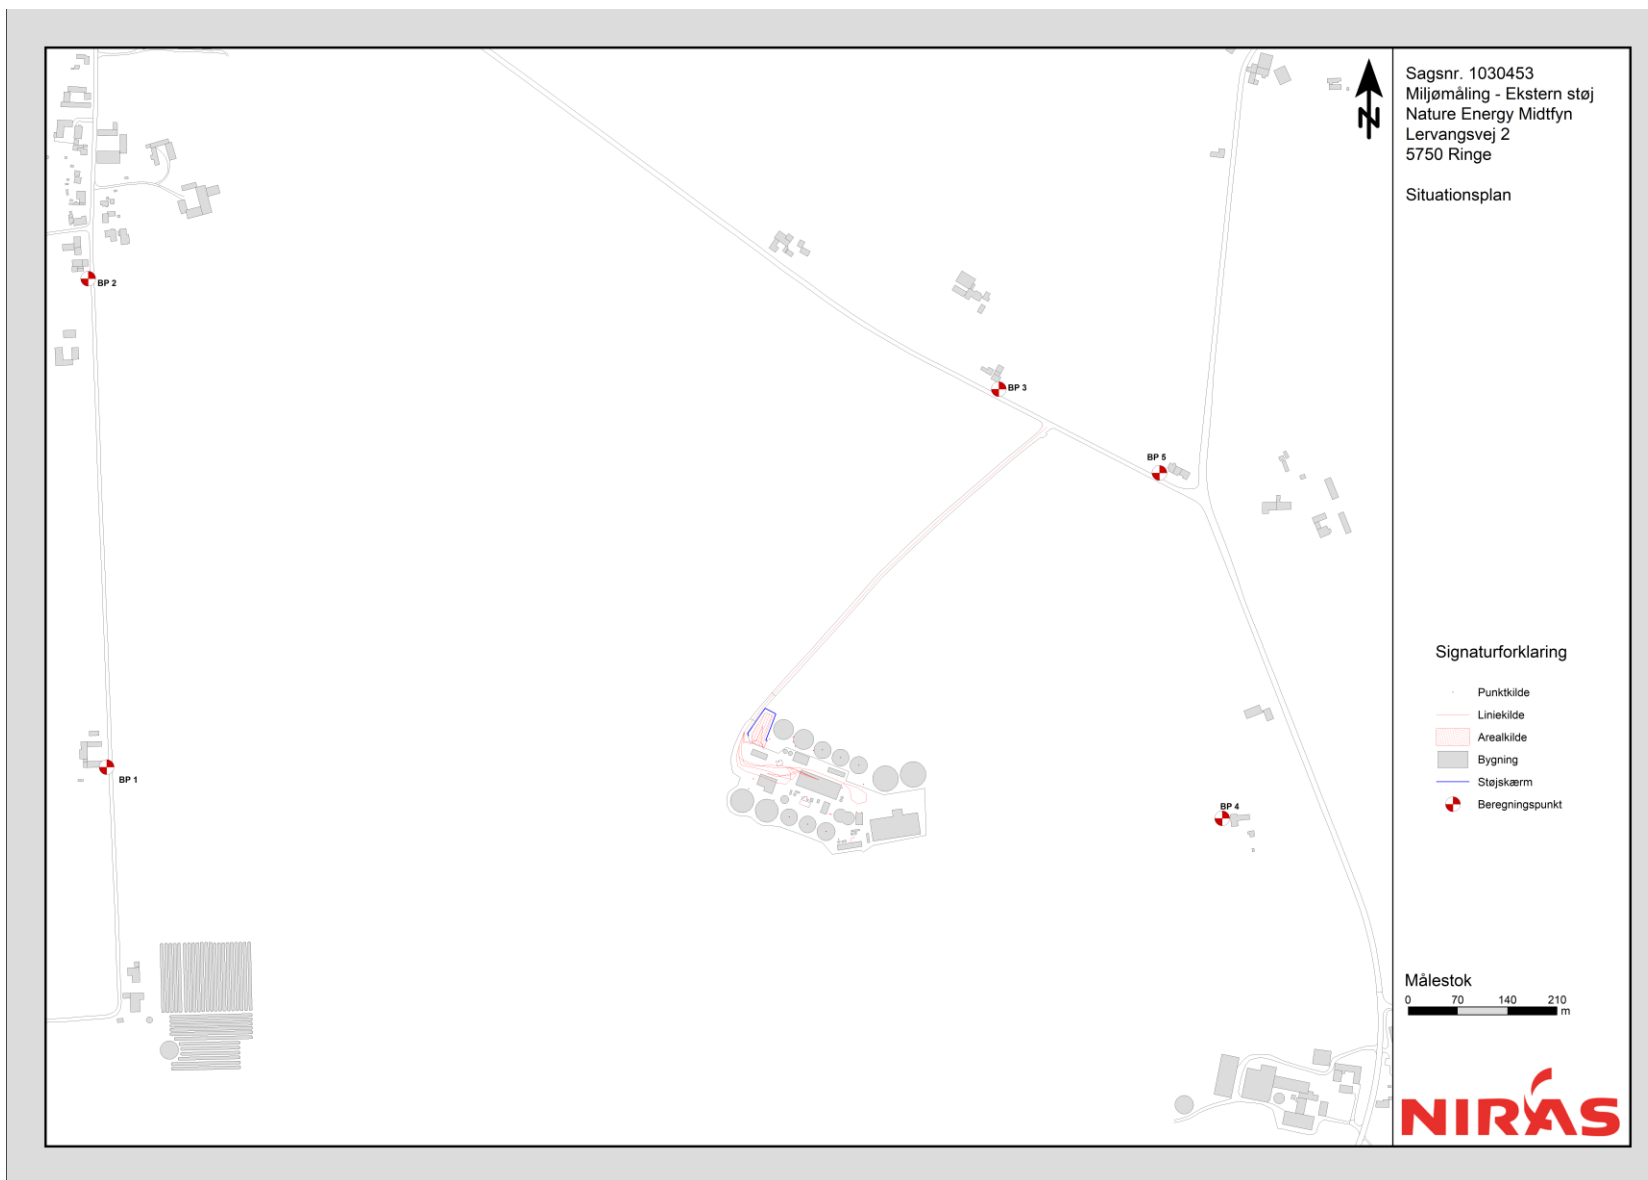 Sagsnr. 1030453
Miljømåling - Ekstern støj
Nature Energy Midtfyn
Lervangsvej 2
5750 Ringe
Situationsplan
N
BP 2
BP 3
BP 5
BP 1
BP 4
Signaturforklaring
Punktkilde
Liniekilde
Arealkilde
Bygning
Støjskærm
Beregningspunkt
Målestok
0 70 140 210
m
NIRAS